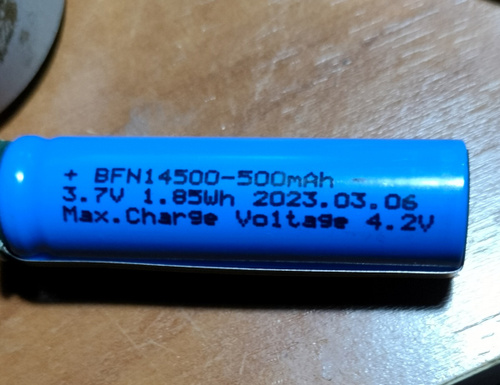 + BFN14500-500mAh
3.7V 1.85Wh 2023.03.06
Max.Charge Voltage 4.2V